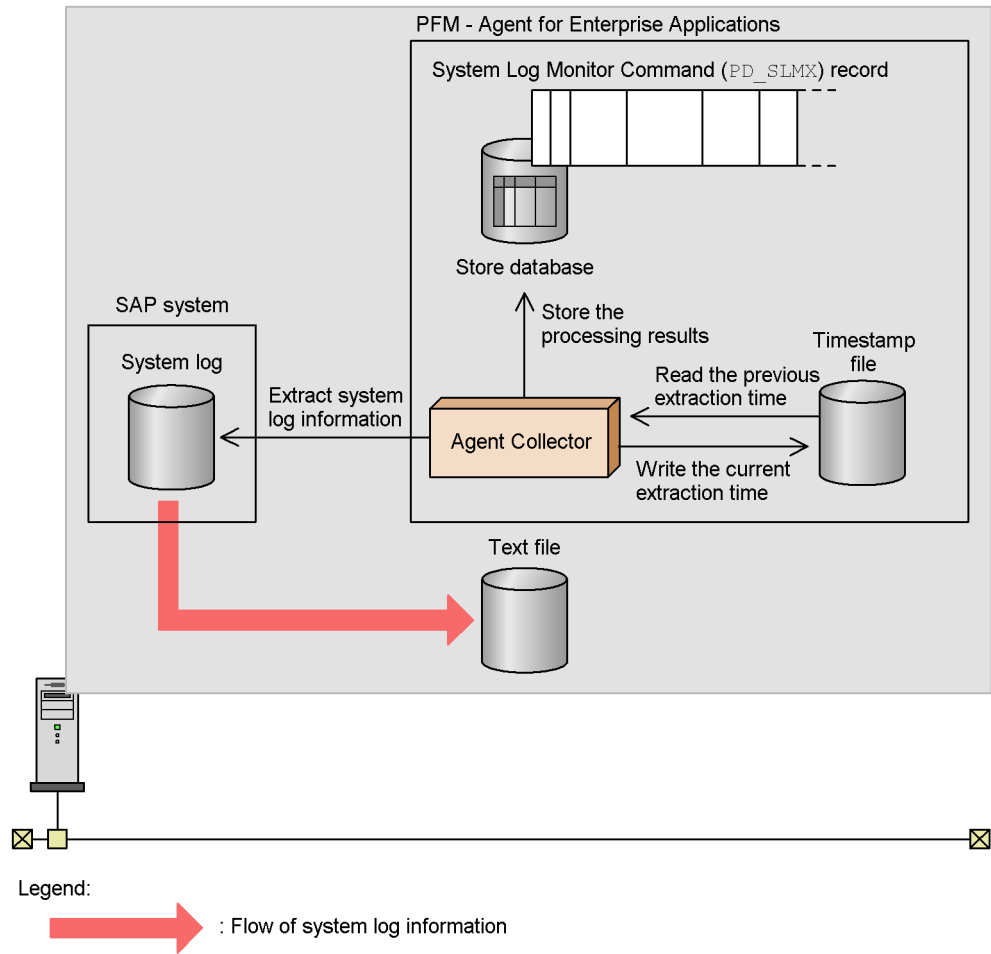 PFM - Agent for Enterprise Applications
System Log Monitor Command (PD_SLMX) record
Store database
SAP system
System log
Store the
processing results
Timestamp
file
Extract system
log information
Read the previous
extraction time
Agent Collector
Write the current
extraction time
Text file
Legend:
: Flow of system log information